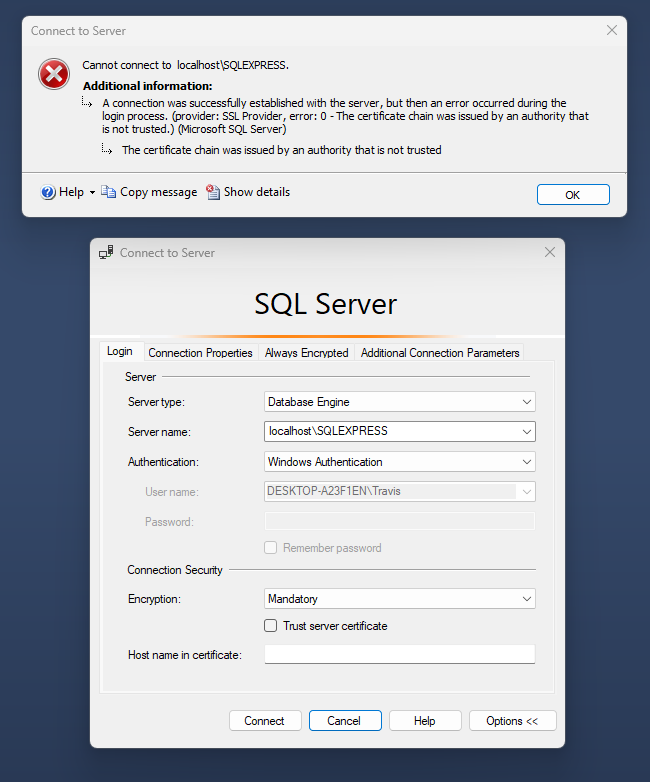 Connect to Server
Cannot connect to localhost\SQLEXPRESS.
Additional information:
A connection was successfully established with the server, but then an error occurred during the
login process. (provider: SSL Provider, error: 0 - The certificate chain was issued by an authority that
is not trusted.) (Microsoft SQL Server)
The certificate chain was issued by an authority that is not trusted
Help Copy message Show details OK
Connect to Server
SQL Server
Login Connection Properties Always Encrypted Additional Connection Parameters
Server
Server type: Database Engine
Server name: localhost\SQLEXPRESS
Authentication: Windows Authentication
User name: DESKTOP-A23F1EN\Travis
Password:
Remember password
Connection Security
Encryption: Mandatory
Trust server certificate
Host name in certificate:
Connect Cancel Help Options <<